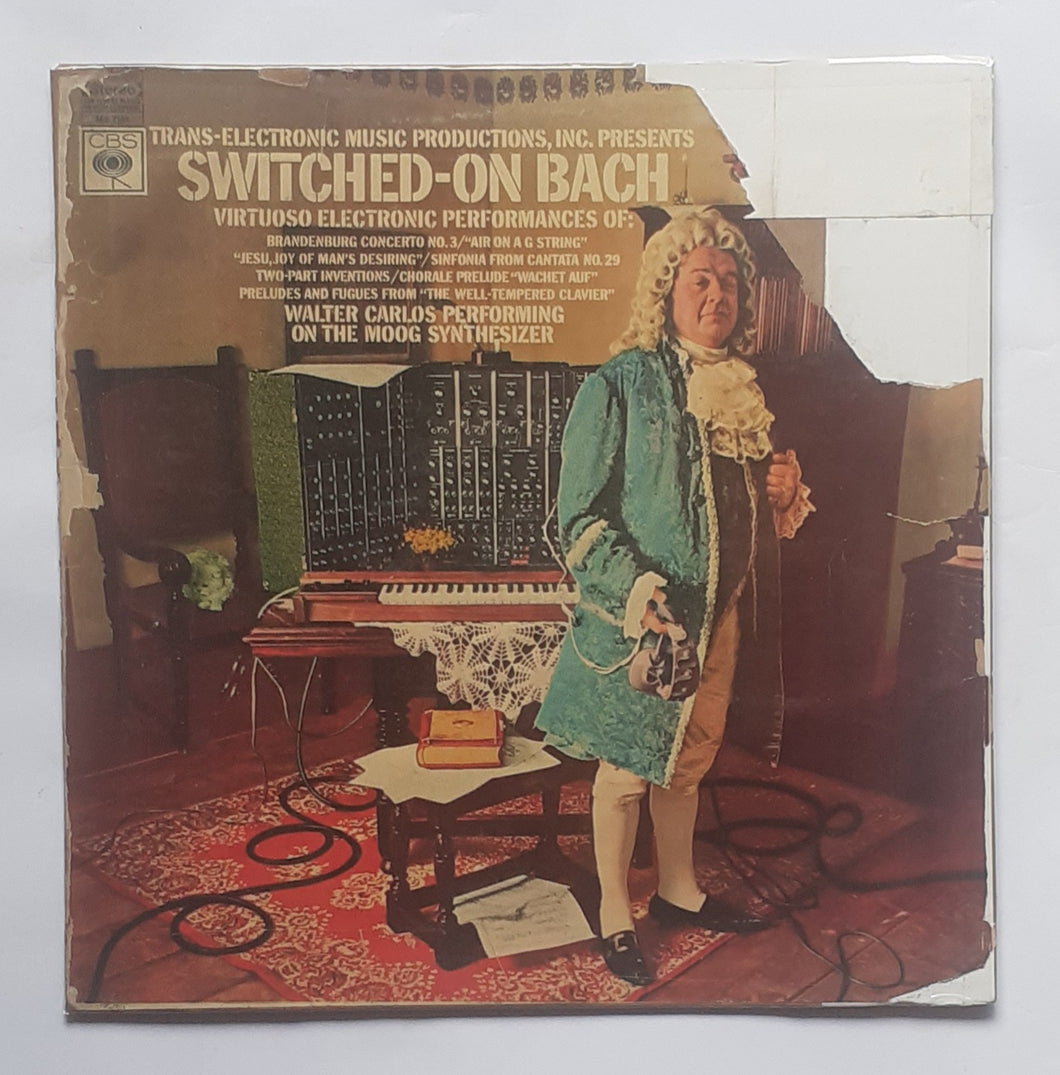 Stereo
CBS
TRANS-ELECTRONIC MUSIC PRODUCTIONS, INC. PRESENTS
SWITCHED-ON BACH
VIRTUOSO ELECTRONIC PERFORMANCES OF:
BRANDENBURG CONCERTO NO. 3/"AIR ON A G STRING"
"JESU, JOY OF MAN'S DESIRING"/SINFONIA FROM CANTATA NO. 29
TWO-PART INVENTIONS/CHORALE PRELUDE "WACHET AUF"
PRELUDES AND FUGUES FROM "THE WELL-TEMPERED CLAVIER"
WALTER CARLOS PERFORMING
ON THE MOOG SYNTHESIZER